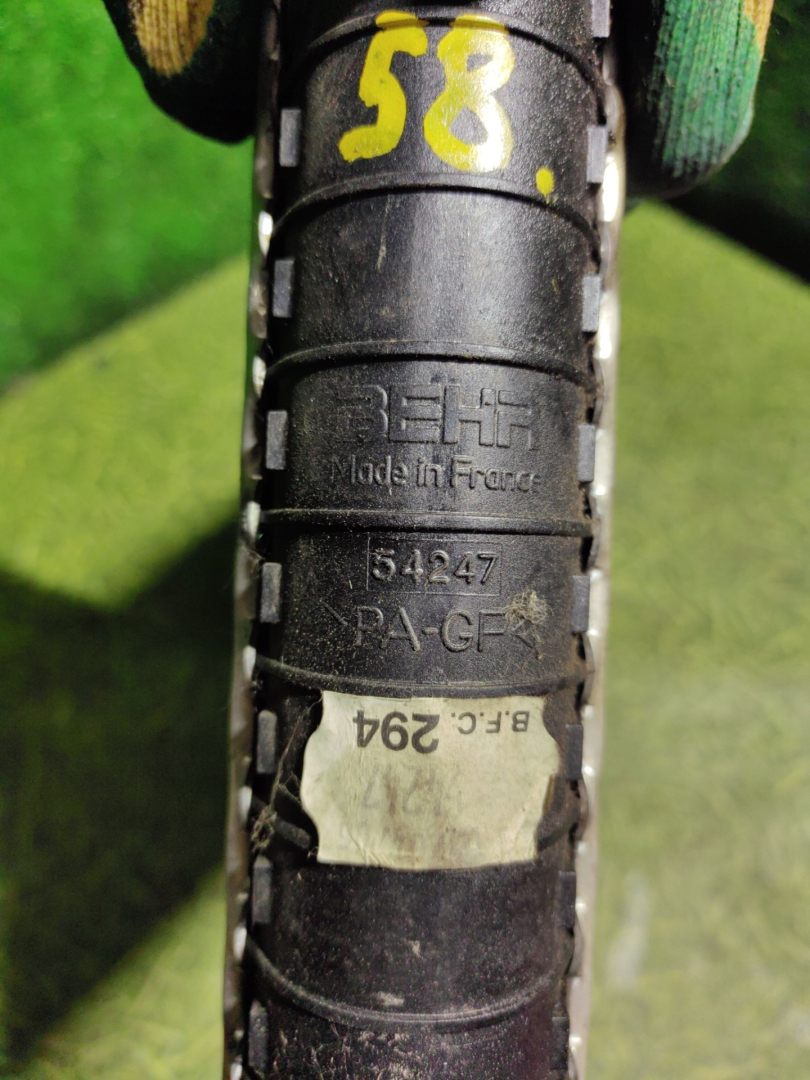 58.
BEHR
Made in France
54247
>PA-GF<
B.F.C. 294